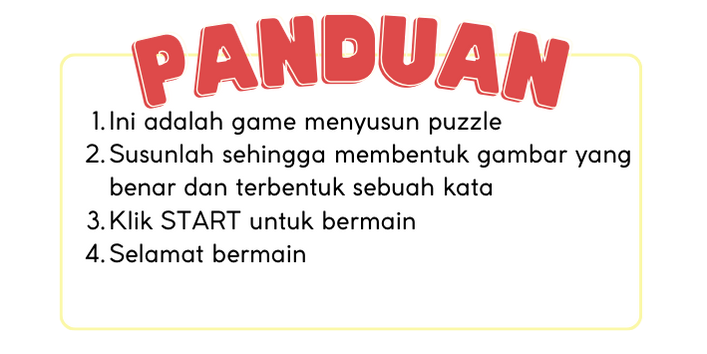 PANDUAN
1. Ini adalah game menyusun puzzle
2. Susunlah sehingga membentuk gambar yang
benar dan terbentuk sebuah kata
3. Klik START untuk bermain
4. Selamat bermain